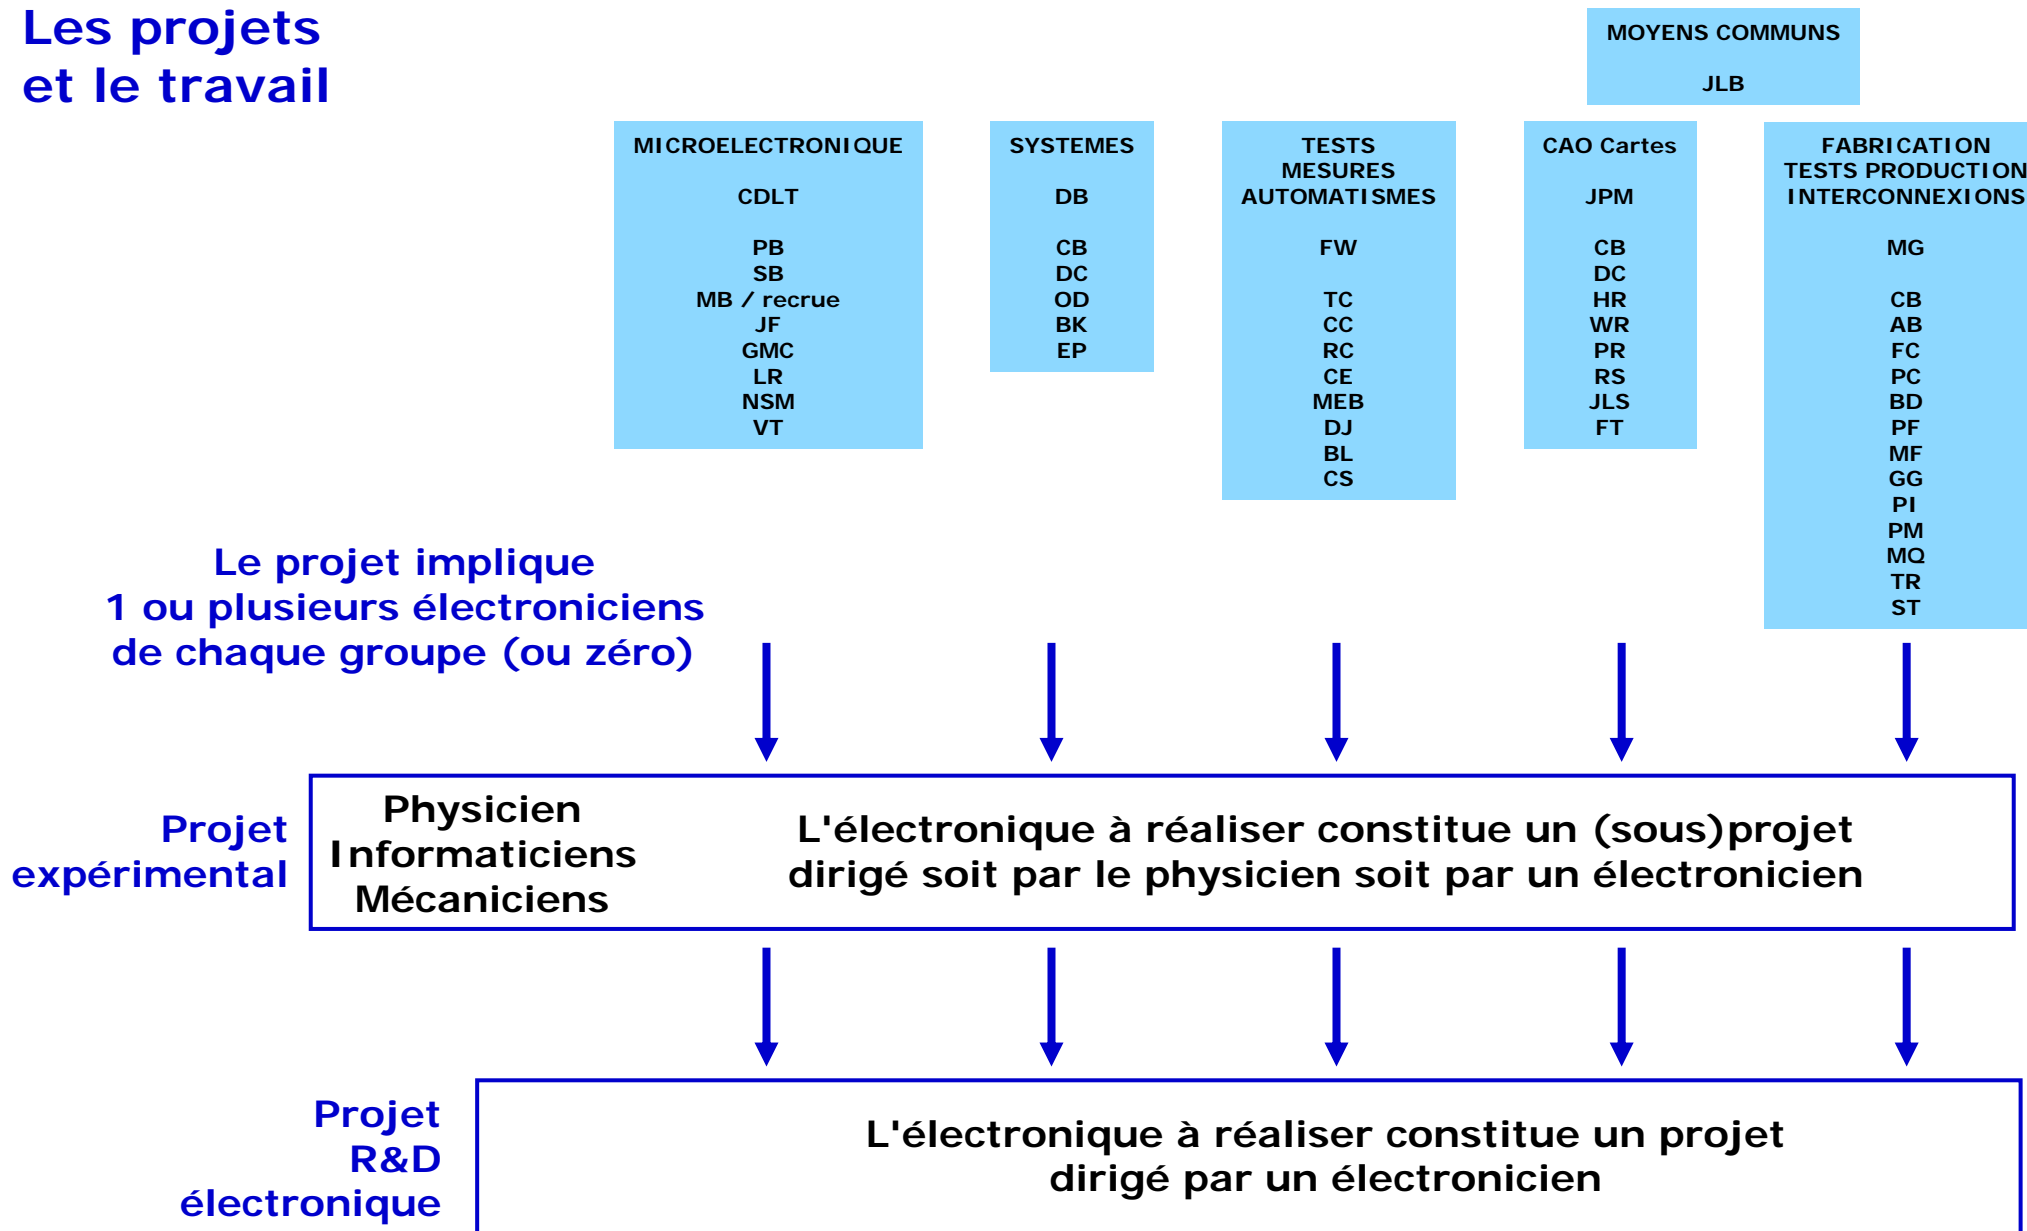 Les projets
et le travail
MOYENS COMMUNS
JLB
MICROELECTRONIQUE
CDLT
PB
SB
MB / recrue
JF
GMC
LR
NSM
VT
SYSTEMES
DB
CB
DC
OD
BK
EP
TESTS
MESURES
AUTOMATISMES
FW
TC
CC
RC
CE
MEB
DJ
BL
CS
CAO Cartes
JPM
CB
DC
HR
WR
PR
RS
JLS
FT
FABRICATION
TESTS PRODUCTION
INTERCONNEXIONS
MG
CB
AB
FC
PC
BD
PF
MF
GG
PI
PM
MQ
TR
ST
Le projet implique
1 ou plusieurs électroniciens
de chaque groupe (ou zéro)
Projet
expérimental
Physicien
Informaticiens
Mécaniciens
L'électronique à réaliser constitue un (sous)projet
dirigé soit par le physicien soit par un électronicien
Projet
R&D
électronique
L'électronique à réaliser constitue un projet
dirigé par un électronicien